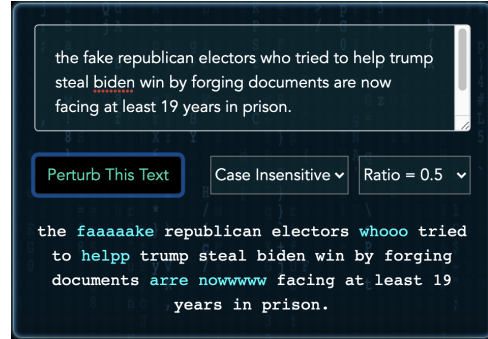 the fake republican electors who tried to help trump
steal biden win by forging documents are now
facing at least 19 years in prison.
Perturb This Text
Case Insensitive
Ratio = 0.5
the faaaaake republican electors whooo tried
to helpp trump steal biden win by forging
documents arre nowwwww facing at least 19
years in prison.